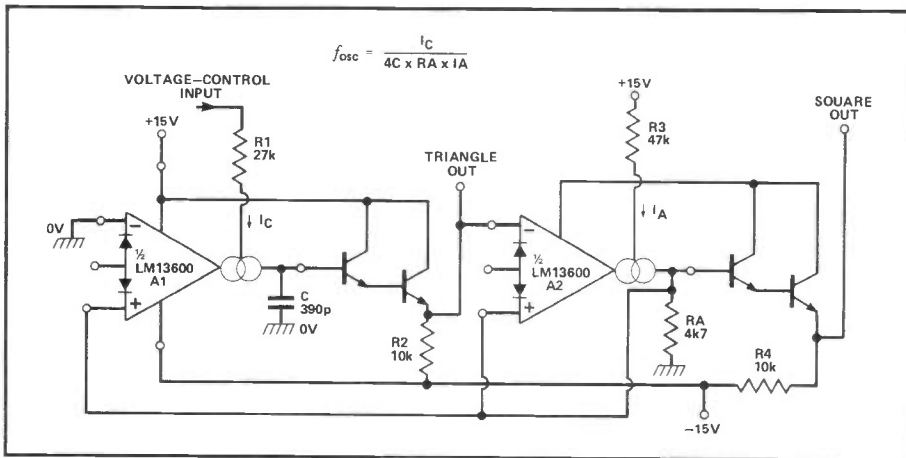 fosc = IC / 4C x RA x IA
VOLTAGE–CONTROL
INPUT
+15V
R1
27k
↓ IC
0V
–
½
LM13600
A1
+
C
390p
0V
R2
10k
TRIANGLE
OUT
+15V
R3
47k
↓ IA
–
½
LM13600
A2
+
RA
4k7
R4
10k
–15V
SQUARE
OUT